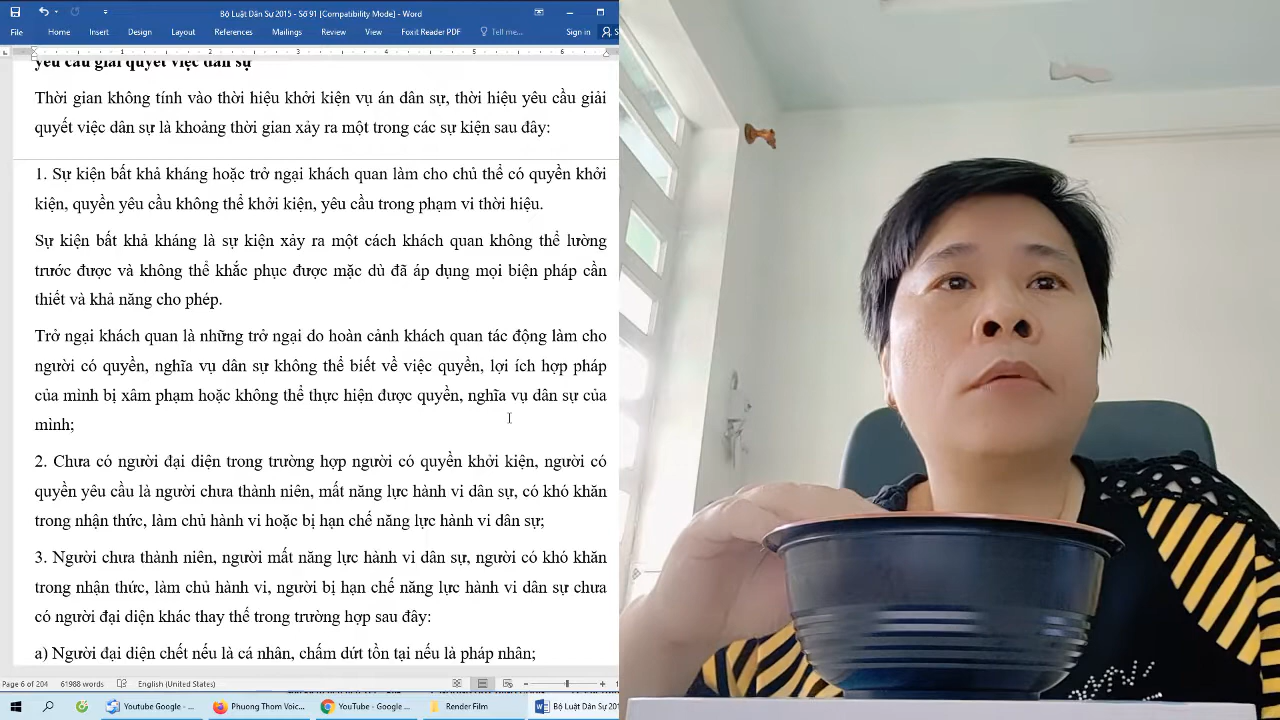 Bộ Luật Dân Sự 2015 - Số 91 [Compatibility Mode] - Word
File Home Insert Design Layout References Mailings Review View Foxit Reader PDF Tell me... Sign in
1 2 3 4 5 6
yêu cầu giải quyết việc dân sự
Thời gian không tính vào thời hiệu khởi kiện vụ án dân sự, thời hiệu yêu cầu giải
quyết việc dân sự là khoảng thời gian xảy ra một trong các sự kiện sau đây:
1. Sự kiện bất khả kháng hoặc trở ngại khách quan làm cho chủ thể có quyền khởi
kiện, quyền yêu cầu không thể khởi kiện, yêu cầu trong phạm vi thời hiệu.
Sự kiện bất khả kháng là sự kiện xảy ra một cách khách quan không thể lường
trước được và không thể khắc phục được mặc dù đã áp dụng mọi biện pháp cần
thiết và khả năng cho phép.
Trở ngại khách quan là những trở ngại do hoàn cảnh khách quan tác động làm cho
người có quyền, nghĩa vụ dân sự không thể biết về việc quyền, lợi ích hợp pháp
của mình bị xâm phạm hoặc không thể thực hiện được quyền, nghĩa vụ dân sự của
mình;
2. Chưa có người đại diện trong trường hợp người có quyền khởi kiện, người có
quyền yêu cầu là người chưa thành niên, mất năng lực hành vi dân sự, có khó khăn
trong nhận thức, làm chủ hành vi hoặc bị hạn chế năng lực hành vi dân sự;
3. Người chưa thành niên, người mất năng lực hành vi dân sự, người có khó khăn
trong nhận thức, làm chủ hành vi, người bị hạn chế năng lực hành vi dân sự chưa
có người đại diện khác thay thế trong trường hợp sau đây:
a) Người đại diện chết nếu là cá nhân, chấm dứt tồn tại nếu là pháp nhân;
Page 6 of 204 61988 words English (United States)
Youtube Google - ... Phuong Thom Voic... YouTube - Google ... Render Film Bộ Luật Dân Sự 201